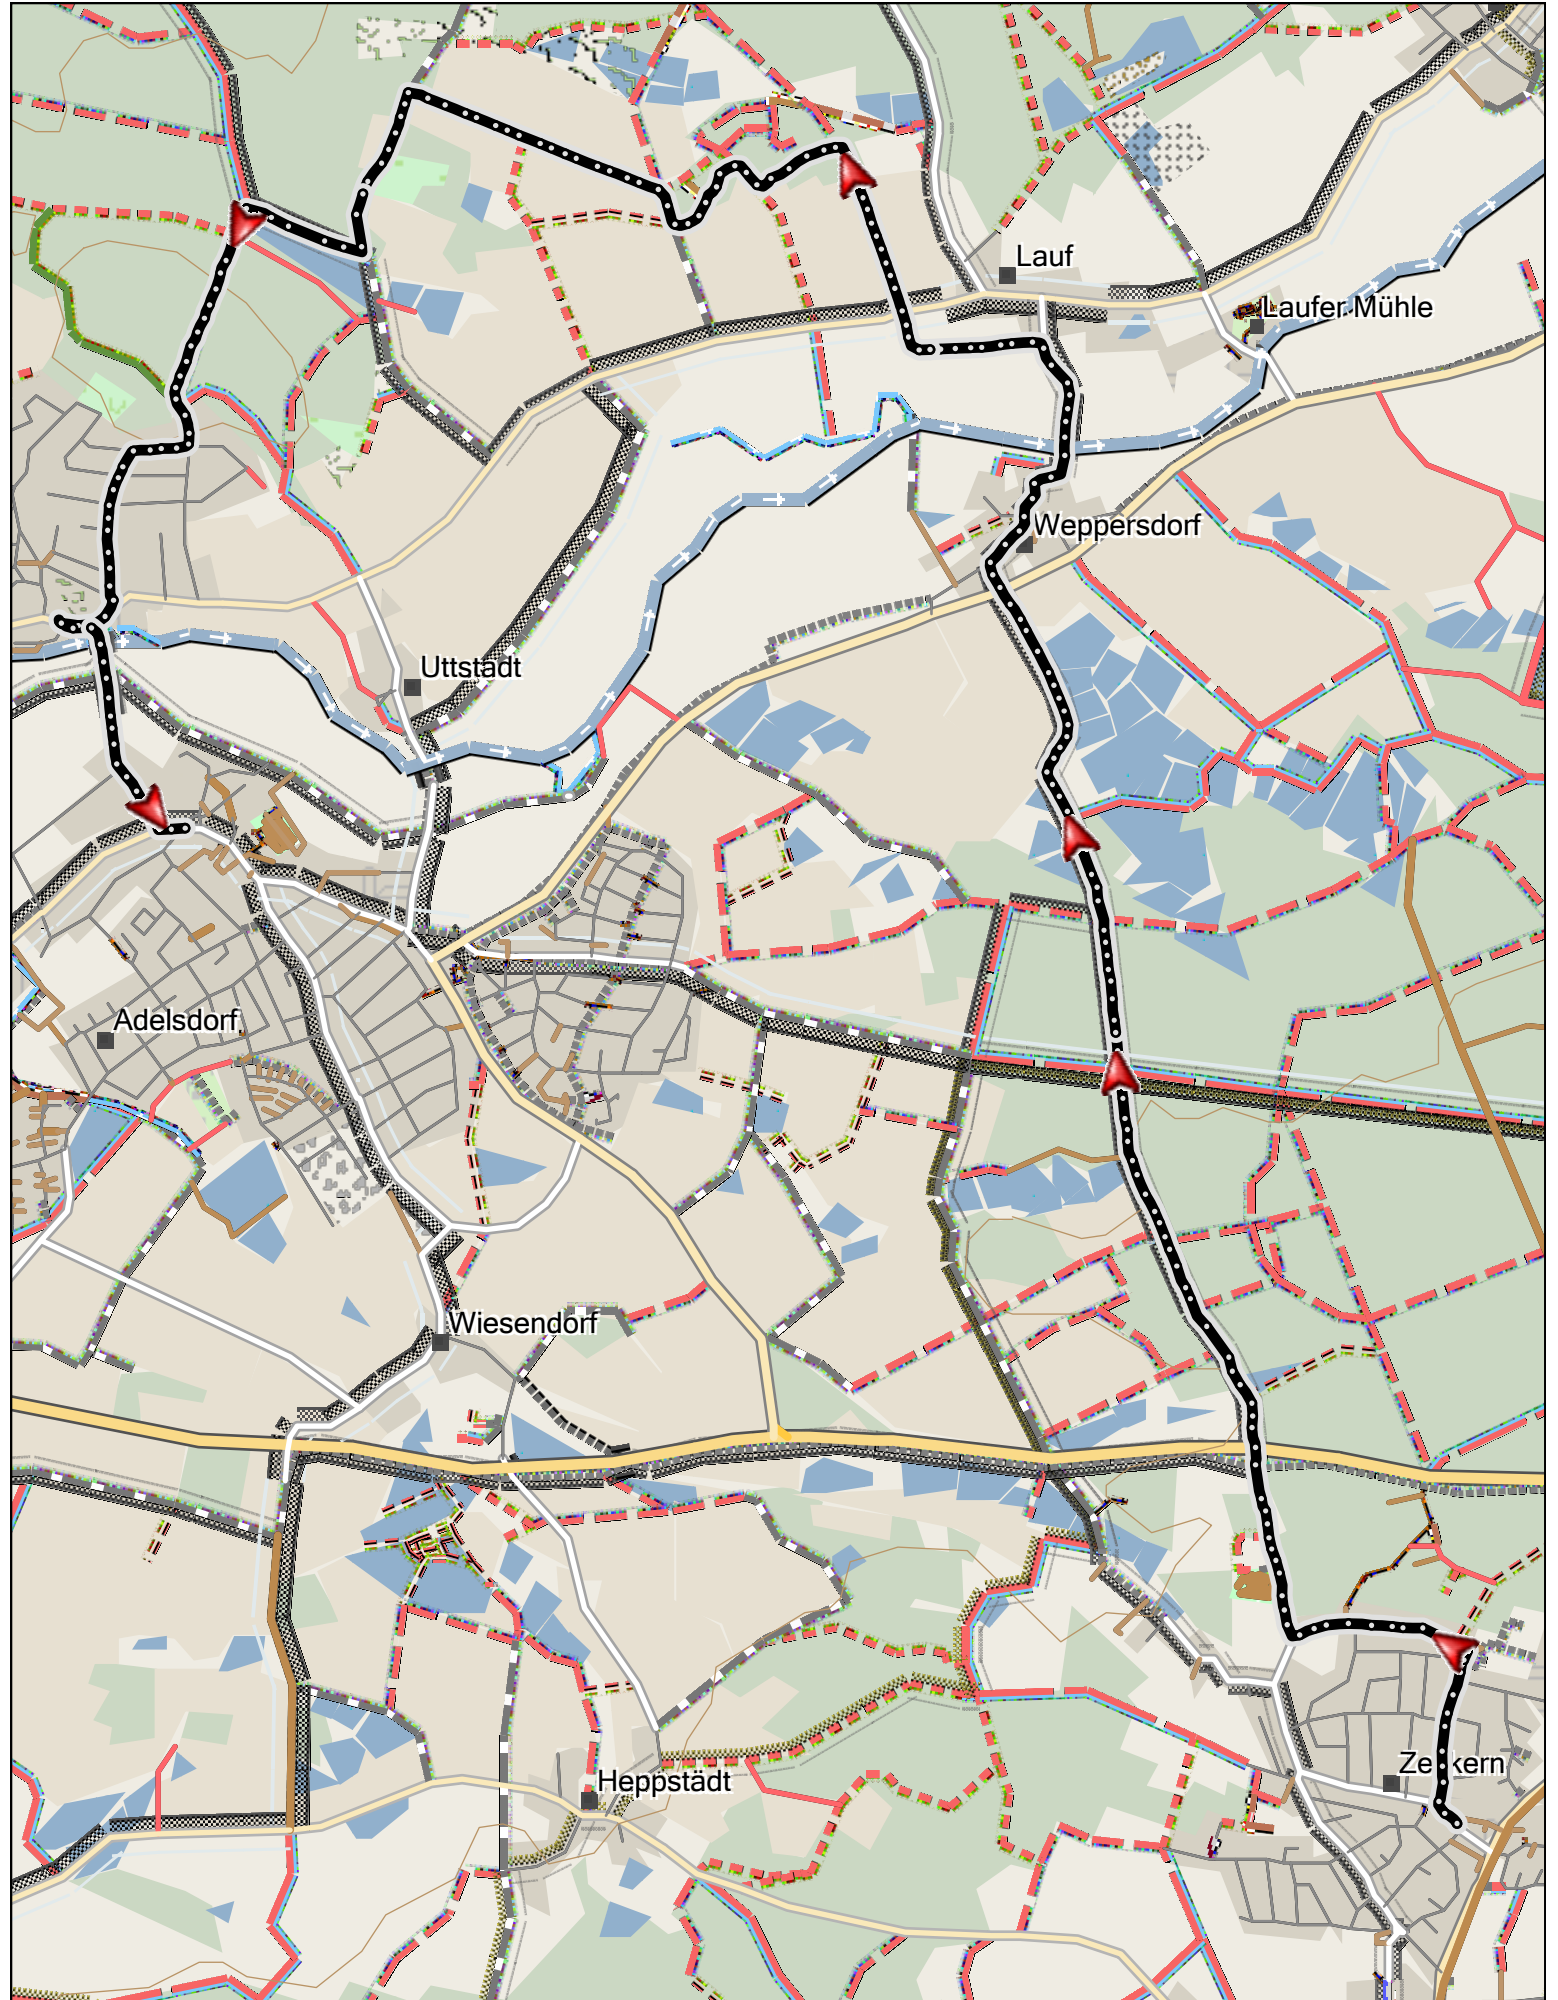 Lauf
Laufer Mühle
Weppersdorf
Uttstadt
Adelsdorf
Wiesendorf
Heppstädt